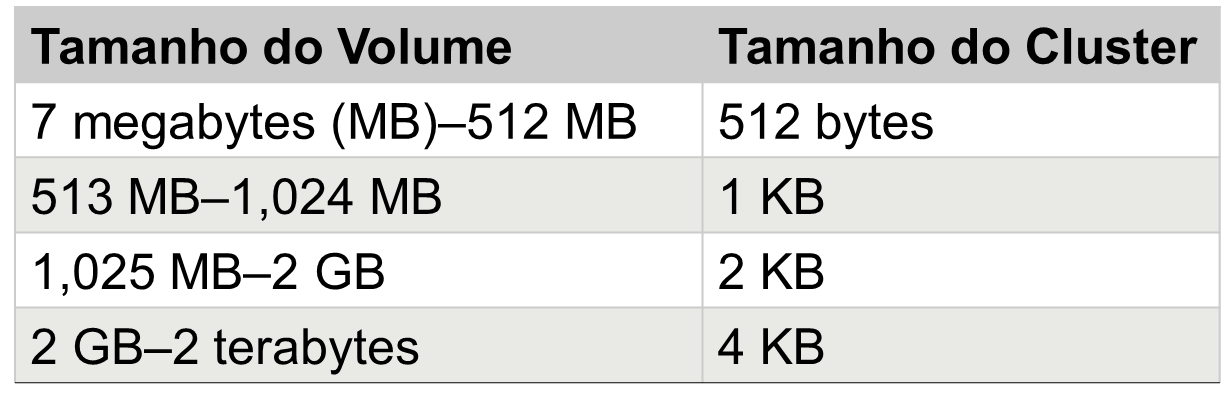 Tamanho do Volume Tamanho do Cluster
7 megabytes (MB)–512 MB 512 bytes
513 MB–1,024 MB 1 KB
1,025 MB–2 GB 2 KB
2 GB–2 terabytes 4 KB